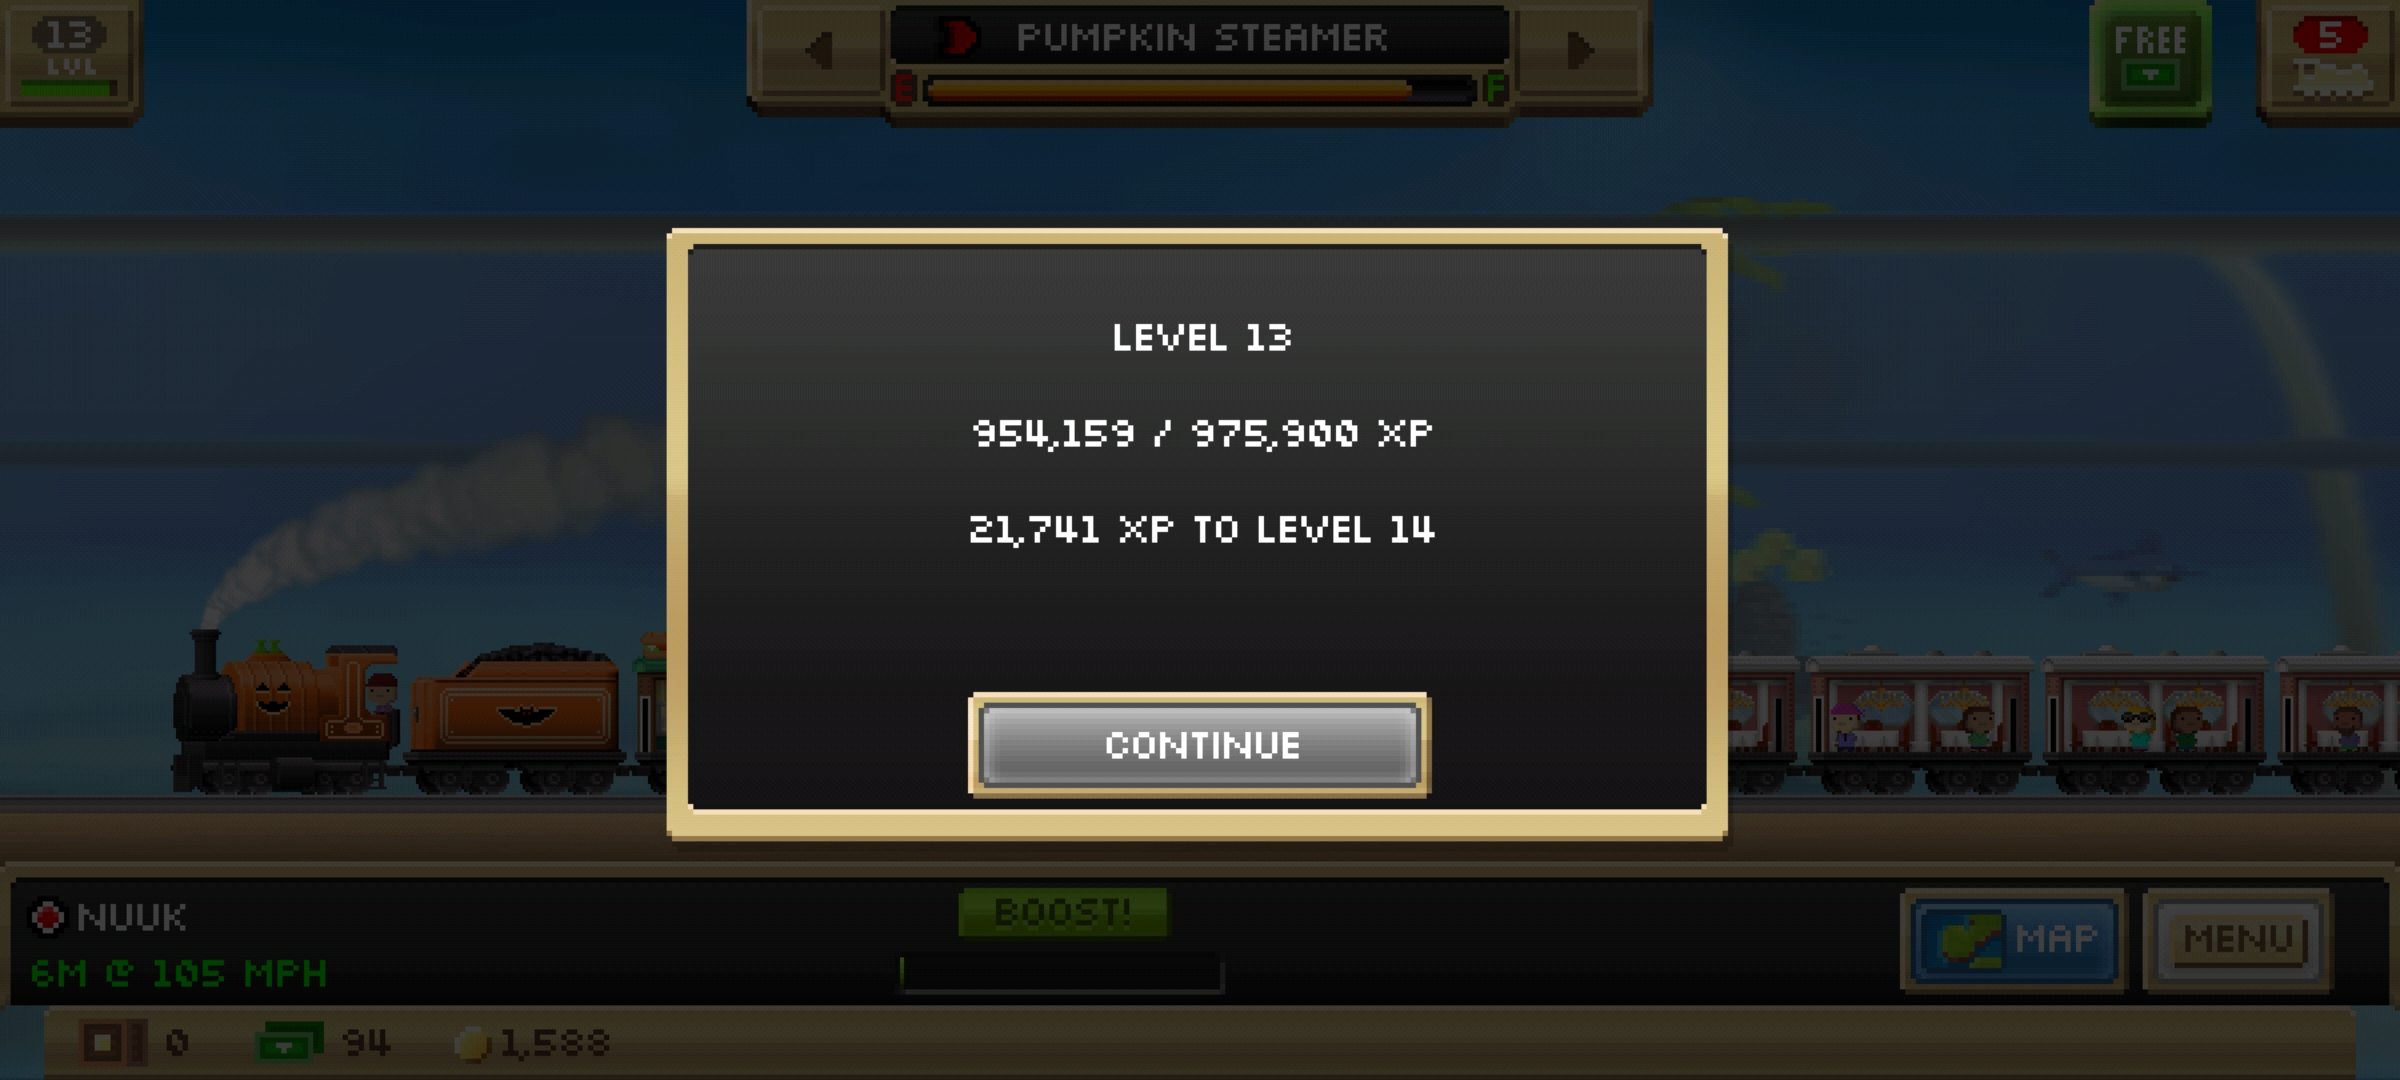 13
LVL
PUMPKIN STEAMER
E F
FREE
5
LEVEL 13
954,159 / 975,900 XP
21,741 XP TO LEVEL 14
CONTINUE
NUUK
6M @ 105 MPH
BOOST!
MAP
MENU
0 94 1,588